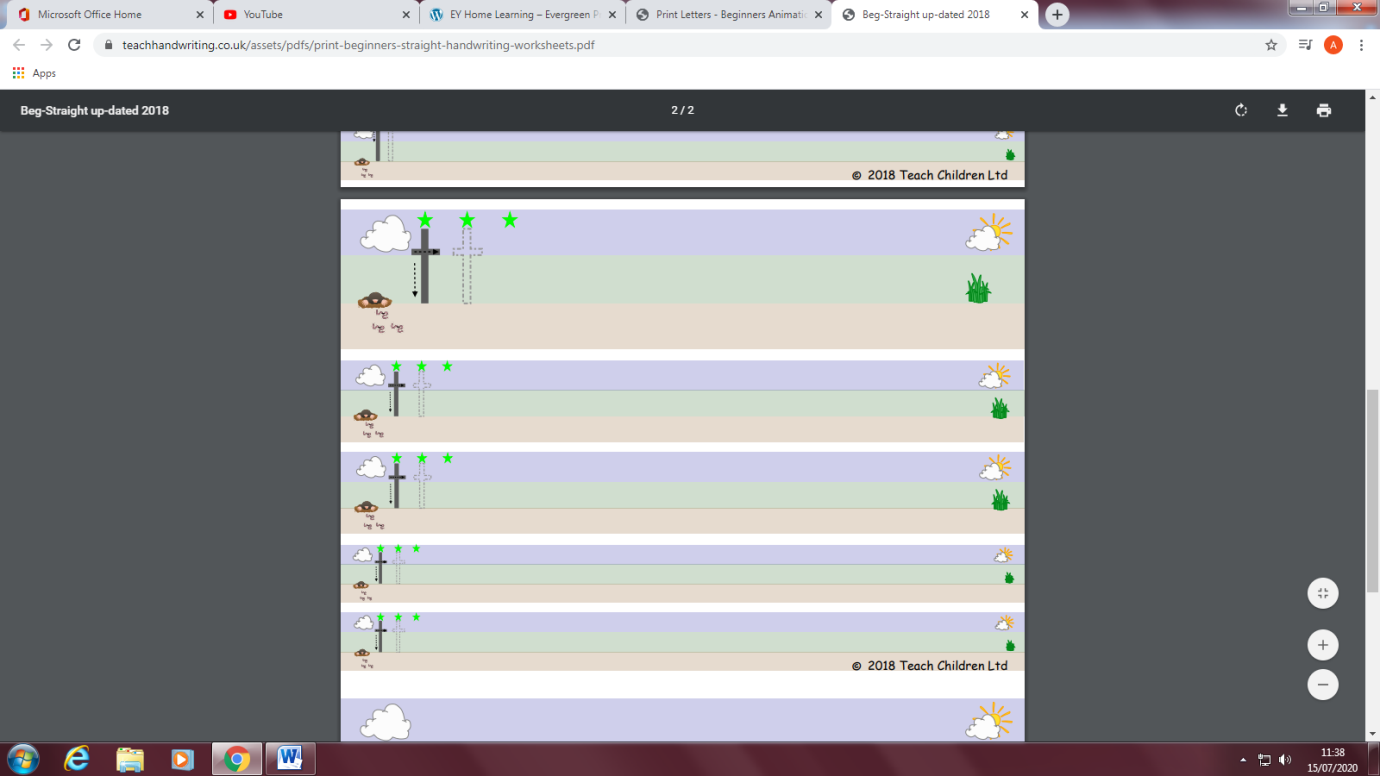 Microsoft Office Home
YouTube
EY Home Learning – Evergreen P
Print Letters - Beginners Animatio
Beg-Straight up-dated 2018
teachhandwriting.co.uk/assets/pdfs/print-beginners-straight-handwriting-worksheets.pdf
A
Apps
Beg-Straight up-dated 2018
2 / 2
© 2018 Teach Children Ltd
© 2018 Teach Children Ltd
11:38
15/07/2020